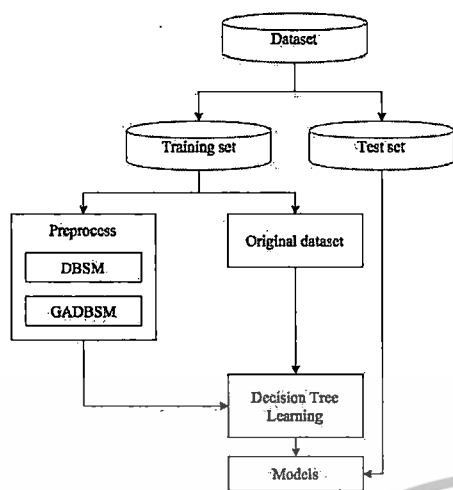 Dataset
Training set
Test set
Preprocess
DBSM
GADBSM
Original dataset
Decision Tree
Learning
Models